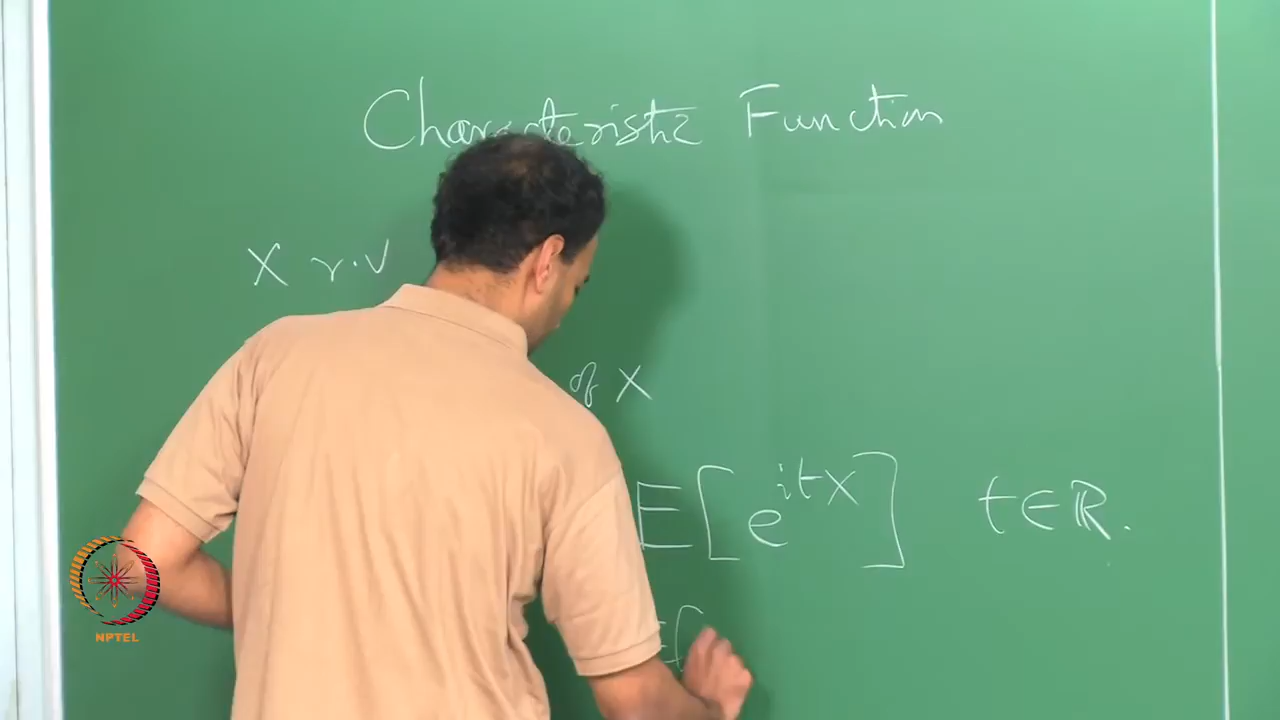 Characteristic Function
X r.v
of X
E[e^{itX}] t∈ℝ.
E[
NPTEL